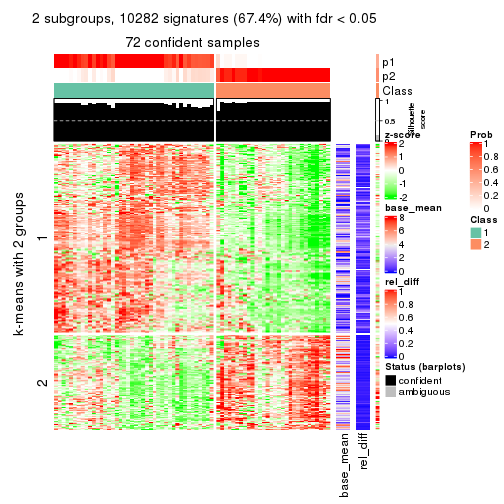 2 subgroups, 10282 signatures (67.4%) with fdr < 0.05
72 confident samples
p1
p2
Class
1
0.5
0
Silhouette
score
k-means with 2 groups
1
2
z-score
2
1
0
-1
-2
base_mean
8
6
4
2
0
rel_diff
1
0.8
0.6
0.4
0.2
0
Status (barplots)
confident
ambiguous
Prob
1
0.8
0.6
0.4
0.2
0
Class
1
2
base_mean
rel_diff